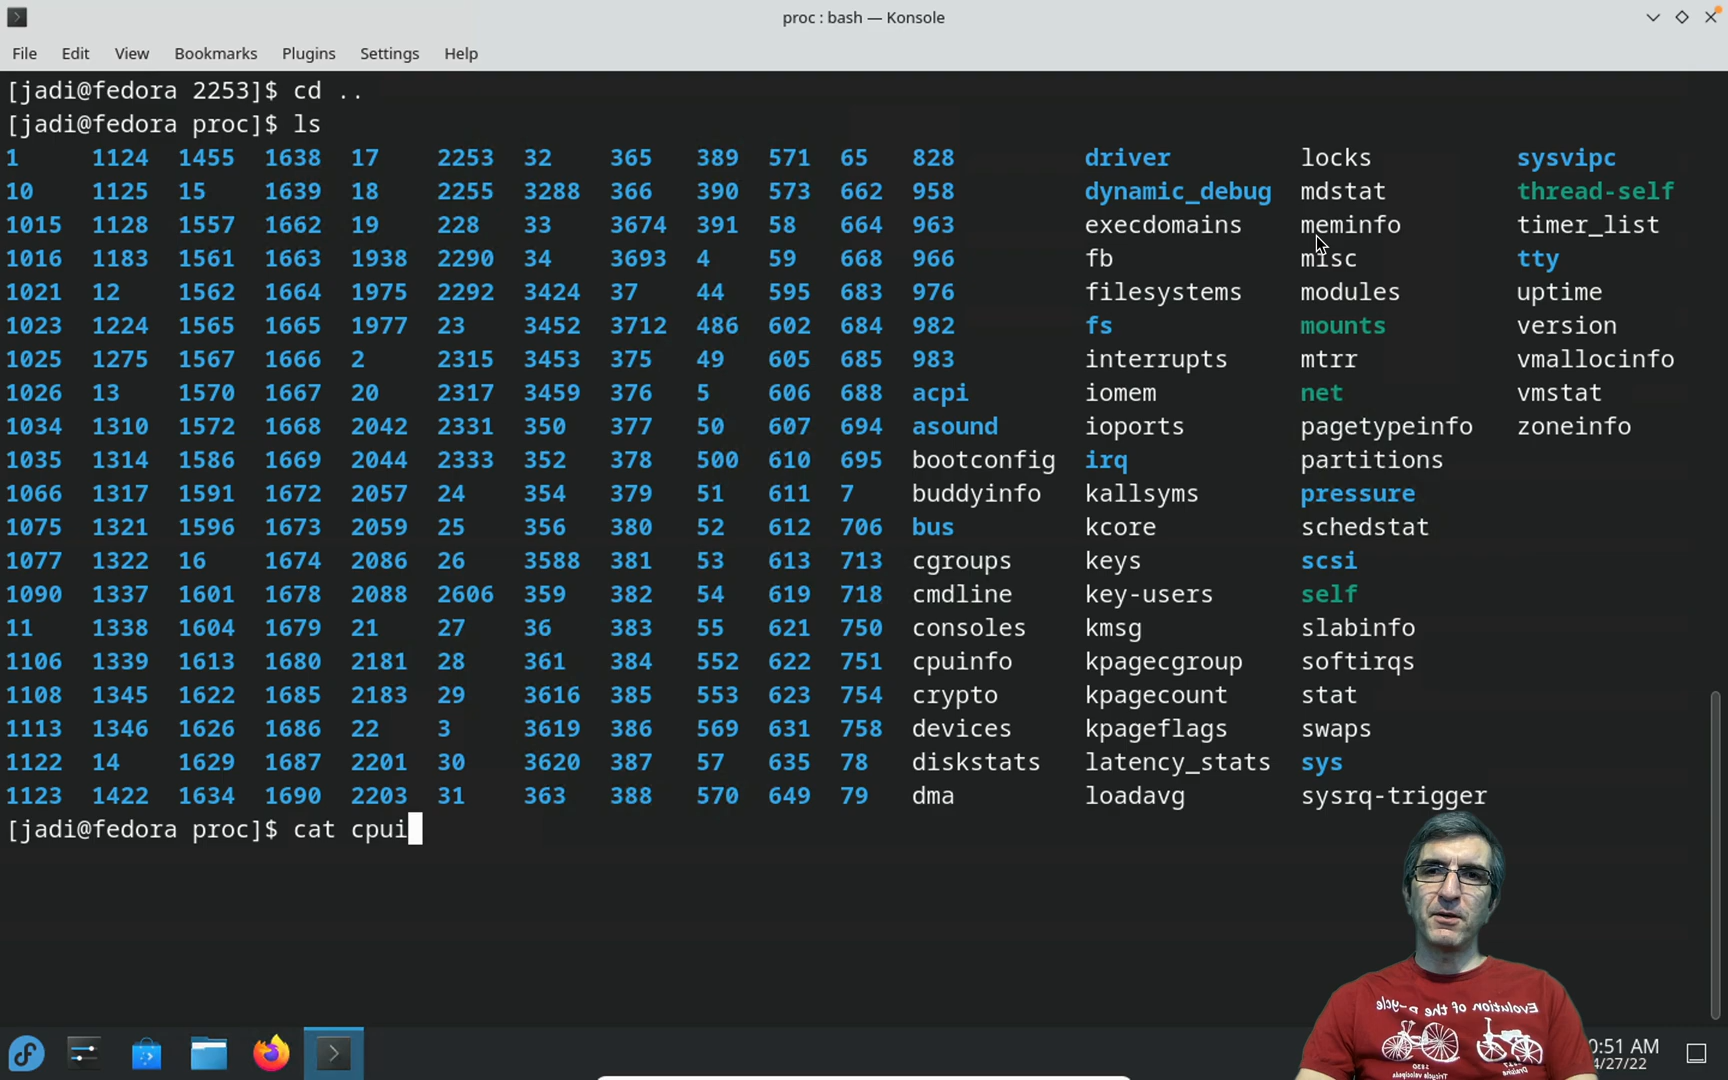 proc : bash — Konsole
File Edit View Bookmarks Plugins Settings Help
[jadi@fedora 2253]$ cd ..
[jadi@fedora proc]$ ls
1 1124 1455 1638 17 2253 32 365 389 571 65 828 driver locks sysvipc
10 1125 15 1639 18 2255 3288 366 390 573 662 958 dynamic_debug mdstat thread-self
1015 1128 1557 1662 19 228 33 3674 391 58 664 963 execdomains meminfo timer_list
1016 1183 1561 1663 1938 2290 34 3693 4 59 668 966 fb misc tty
1021 12 1562 1664 1975 2292 3424 37 44 595 683 976 filesystems modules uptime
1023 1224 1565 1665 1977 23 3452 3712 486 602 684 982 fs mounts version
1025 1275 1567 1666 2 2315 3453 375 49 605 685 983 interrupts mtrr vmallocinfo
1026 13 1570 1667 20 2317 3459 376 5 606 688 acpi iomem net vmstat
1034 1310 1572 1668 2042 2331 350 377 50 607 694 asound ioports pagetypeinfo zoneinfo
1035 1314 1586 1669 2044 2333 352 378 500 610 695 bootconfig irq partitions
1066 1317 1591 1672 2057 24 354 379 51 611 7 buddyinfo kallsyms pressure
1075 1321 1596 1673 2059 25 356 380 52 612 706 bus kcore schedstat
1077 1322 16 1674 2086 26 3588 381 53 613 713 cgroups keys scsi
1090 1337 1601 1678 2088 2606 359 382 54 619 718 cmdline key-users self
11 1338 1604 1679 21 27 36 383 55 621 750 consoles kmsg slabinfo
1106 1339 1613 1680 2181 28 361 384 552 622 751 cpuinfo kpagecgroup softirqs
1108 1345 1622 1685 2183 29 3616 385 553 623 754 crypto kpagecount stat
1113 1346 1626 1686 22 3 3619 386 569 631 758 devices kpageflags swaps
1122 14 1629 1687 2201 30 3620 387 57 635 78 diskstats latency_stats sys
1123 1422 1634 1690 2203 31 363 388 570 649 79 dma loadavg sysrq-trigger
[jadi@fedora proc]$ cat cpui
Evolution of the
:51 AM
/27/22